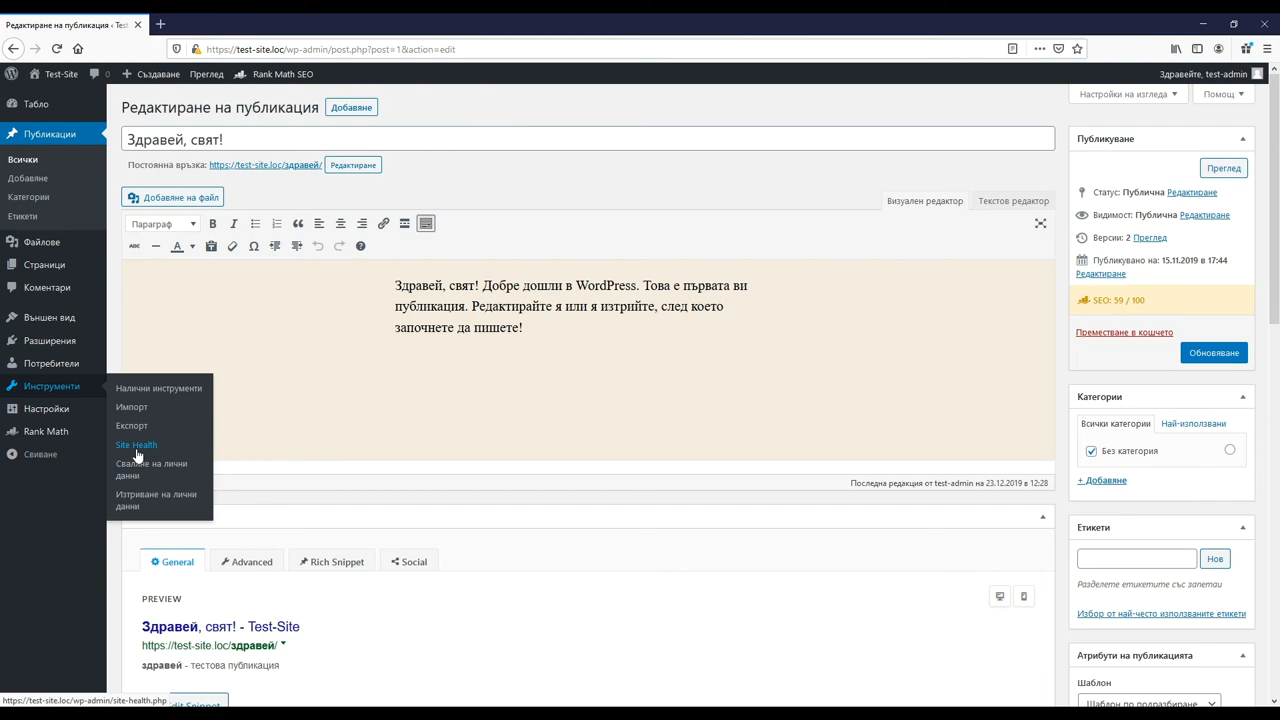 Редактиране на публикация ‹ Test
https://test-site.loc/wp-admin/post.php?post=1&action=edit
Test-Site 0 Създаване Преглед Rank Math SEO Здравейте, test-admin
Настройки на изгледа Помощ
Табло
Публикации
Всички
Добавяне
Категории
Етикети
Файлове
Страници
Коментари
Външен вид
Разширения
Потребители
Инструменти
Настройки
Rank Math
Свиване
Налични инструменти
Импорт
Експорт
Site Health
Сваляне на лични
данни
Изтриване на лични
данни
Редактиране на публикация Добавяне
Здравей, свят!
Постоянна връзка: https://test-site.loc/здравей/ Редактиране
Добавяне на файл
Визуален редактор Текстов редактор
Параграф
ABC
Здравей, свят! Добре дошли в WordPress. Това е първата ви
публикация. Редактирайте я или я изтрийте, след което
започнете да пишете!
Последна редакция от test-admin на 23.12.2019 в 12:28
General Advanced Rich Snippet Social
PREVIEW
Здравей, свят! - Test-Site
https://test-site.loc/здравей/
здравей - тестова публикация
Edit Snippet
Публикуване
Преглед
Статус: Публична Редактиране
Видимост: Публична Редактиране
Версии: 2 Преглед
Публикувано на: 15.11.2019 в 17:44
Редактиране
SEO: 59 / 100
Преместване в кошчето
Обновяване
Категории
Всички категории Най-използвани
Без категория
+ Добавяне
Етикети
Нов
Разделете етикетите със запетаи
Избор от най-често използваните етикети
Атрибути на публикацията
Шаблон
Шаблон по подразбиране
https://test-site.loc/wp-admin/site-health.php